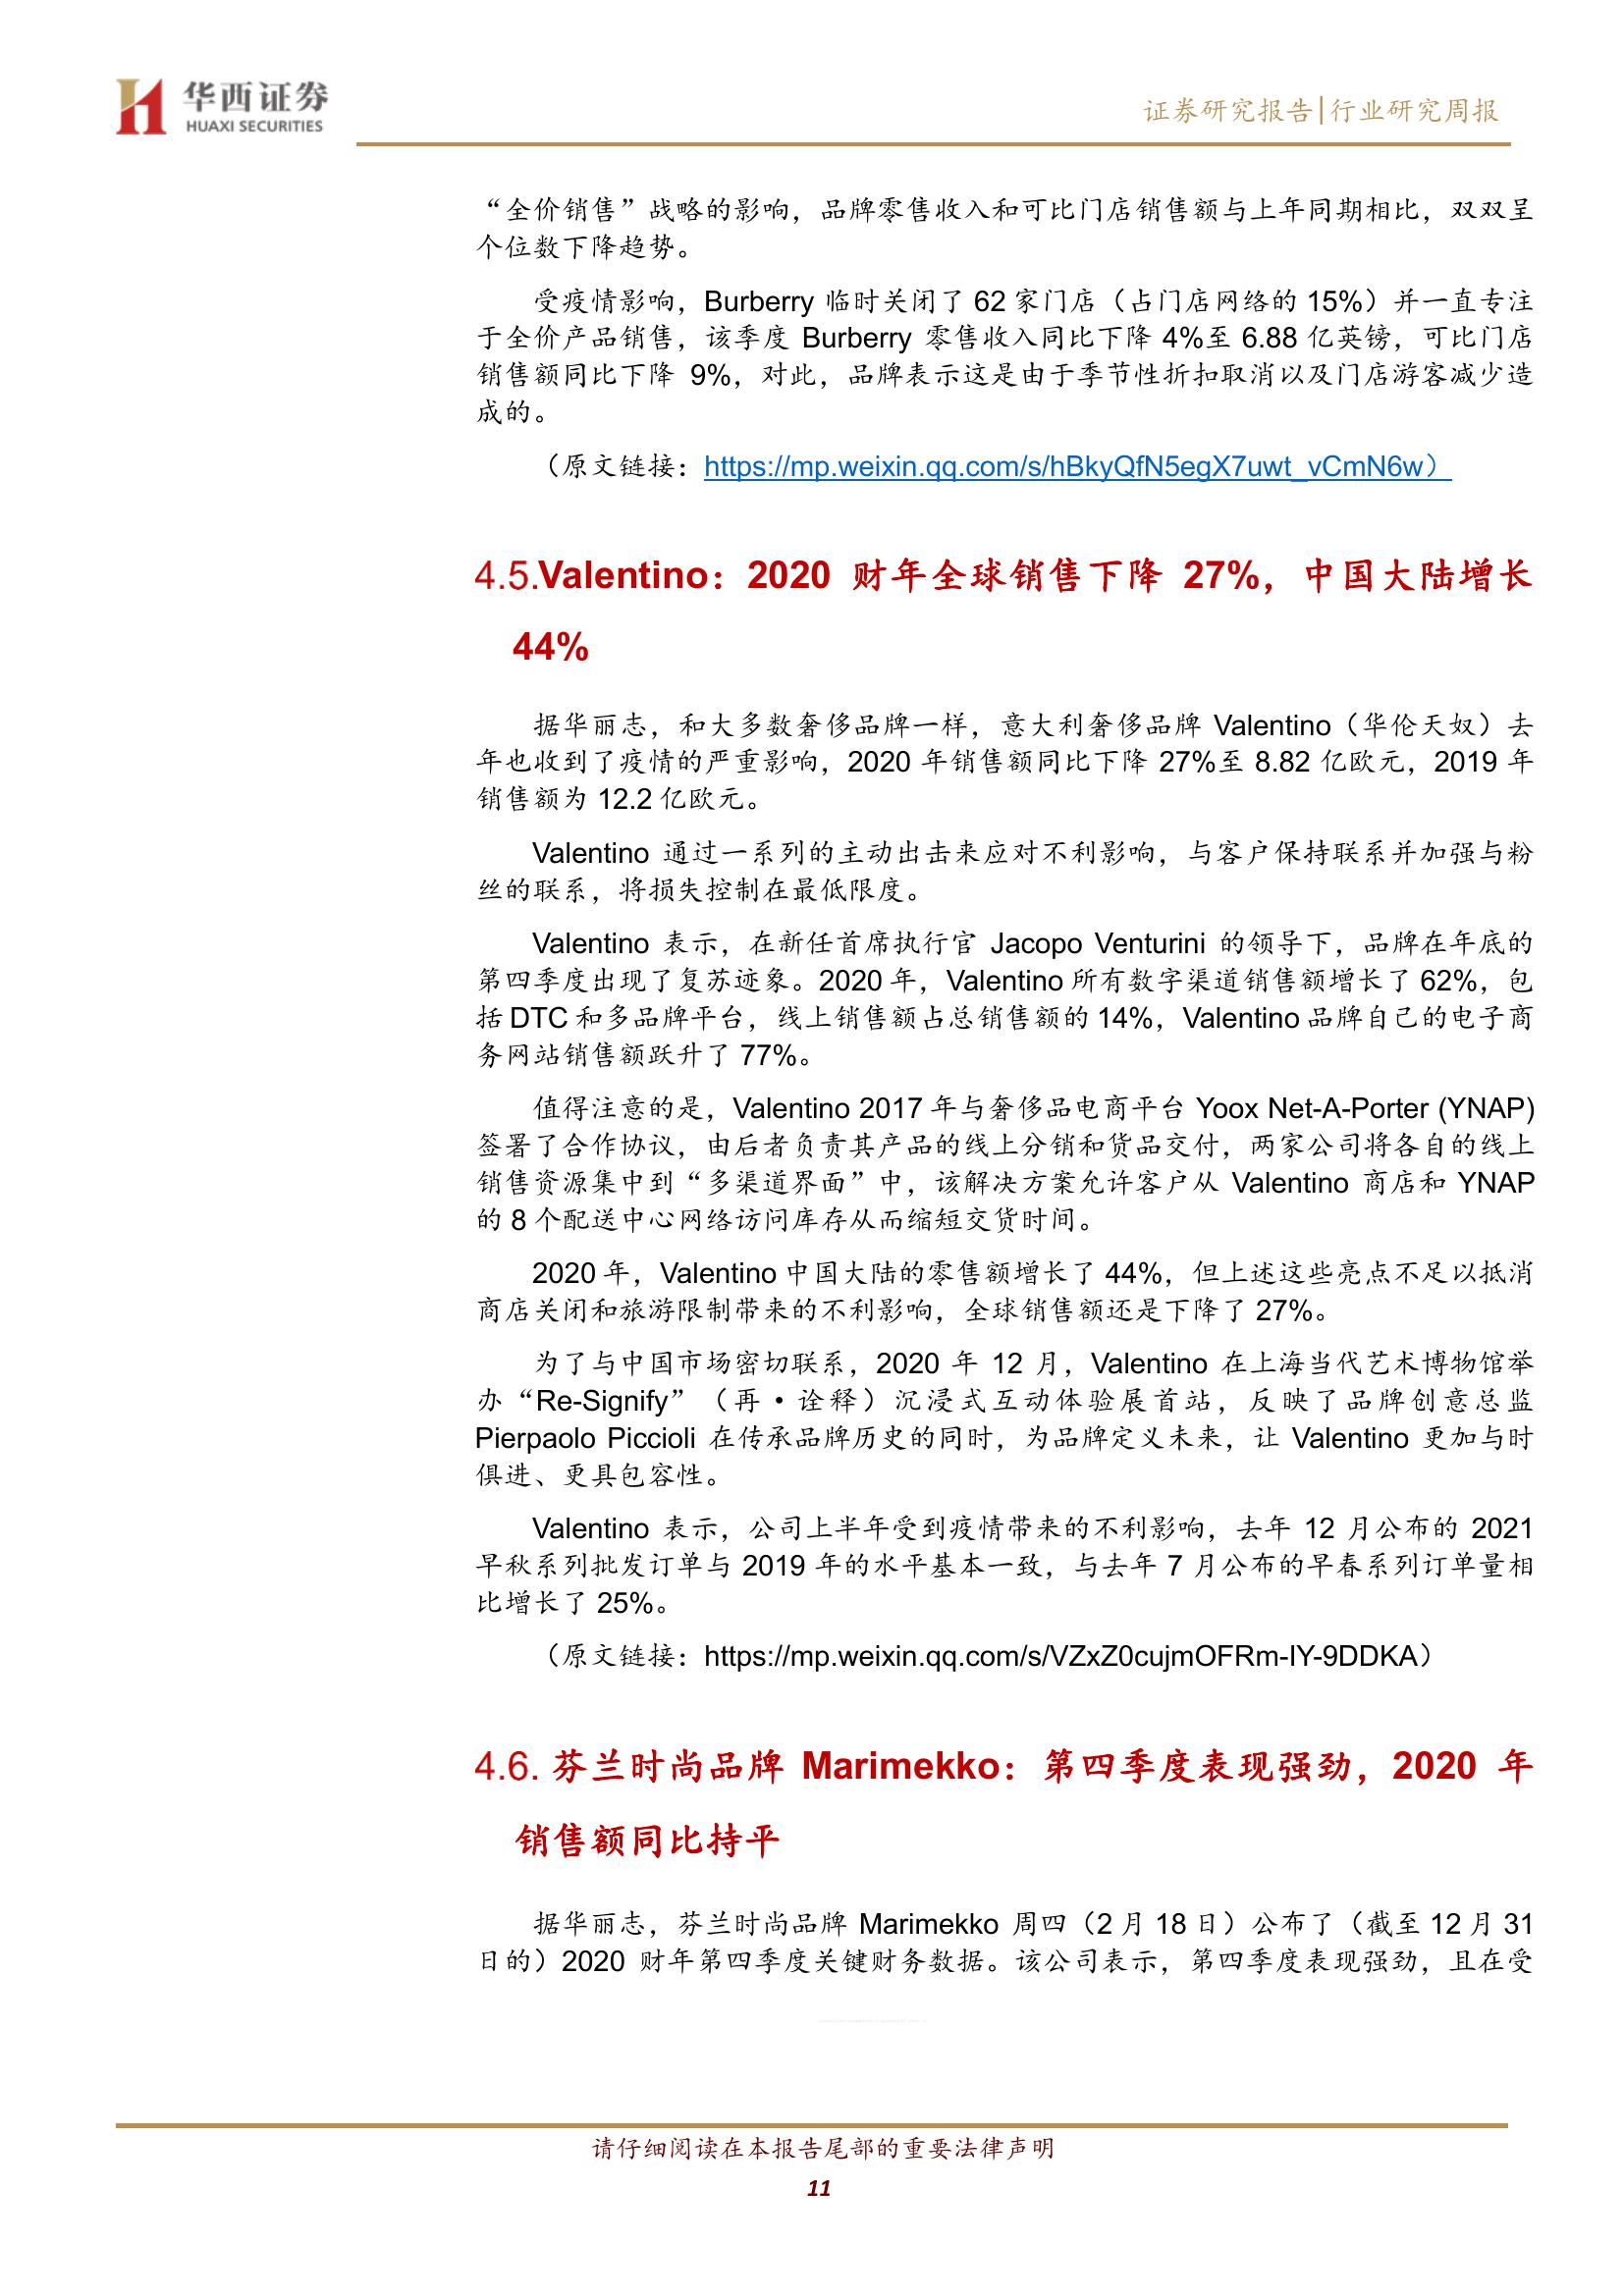 华西证券
HUAXI SECURITIES
证券研究报告|行业研究周报
“全价销售”战略的影响，品牌零售收入和可比门店销售额与上年同期相比，双双呈
个位数下降趋势。
受疫情影响，Burberry 临时关闭了 62 家门店（占门店网络的 15%）并一直专注
于全价产品销售，该季度 Burberry 零售收入同比下降 4%至 6.88 亿英镑，可比门店
销售额同比下降 9%，对此，品牌表示这是由于季节性折扣取消以及门店游客减少造
成的。
（原文链接：https://mp.weixin.qq.com/s/hBkyQfN5egX7uwt_vCmN6w）
4.5.Valentino：2020 财年全球销售下降 27%，中国大陆增长
44%
据华丽志，和大多数奢侈品牌一样，意大利奢侈品牌 Valentino（华伦天奴）去
年也收到了疫情的严重影响，2020 年销售额同比下降 27%至 8.82 亿欧元，2019 年
销售额为 12.2 亿欧元。
Valentino 通过一系列的主动出击来应对不利影响，与客户保持联系并加强与粉
丝的联系，将损失控制在最低限度。
Valentino 表示，在新任首席执行官 Jacopo Venturini 的领导下，品牌在年底的
第四季度出现了复苏迹象。2020 年，Valentino 所有数字渠道销售额增长了 62%，包
括 DTC 和多品牌平台，线上销售额占总销售额的 14%，Valentino 品牌自己的电子商
务网站销售额跃升了 77%。
值得注意的是，Valentino 2017 年与奢侈品电商平台 Yoox Net-A-Porter (YNAP)
签署了合作协议，由后者负责其产品的线上分销和货品交付，两家公司将各自的线上
销售资源集中到“多渠道界面”中，该解决方案允许客户从 Valentino 商店和 YNAP
的 8 个配送中心网络访问库存从而缩短交货时间。
2020 年，Valentino 中国大陆的零售额增长了 44%，但上述这些亮点不足以抵消
商店关闭和旅游限制带来的不利影响，全球销售额还是下降了 27%。
为了与中国市场密切联系，2020 年 12 月，Valentino 在上海当代艺术博物馆举
办“Re-Signify”（再·诠释）沉浸式互动体验展首站，反映了品牌创意总监
Pierpaolo Piccioli 在传承品牌历史的同时，为品牌定义未来，让 Valentino 更加与时
俱进、更具包容性。
Valentino 表示，公司上半年受到疫情带来的不利影响，去年 12 月公布的 2021
早秋系列批发订单与 2019 年的水平基本一致，与去年 7 月公布的早春系列订单量相
比增长了 25%。
（原文链接：https://mp.weixin.qq.com/s/VZxZ0cujmOFRm-IY-9DDKA）
4.6. 芬兰时尚品牌 Marimekko：第四季度表现强劲，2020 年
销售额同比持平
据华丽志，芬兰时尚品牌 Marimekko 周四（2 月 18 日）公布了（截至 12 月 31
日的）2020 财年第四季度关键财务数据。该公司表示，第四季度表现强劲，且在受
请仔细阅读在本报告尾部的重要法律声明
11